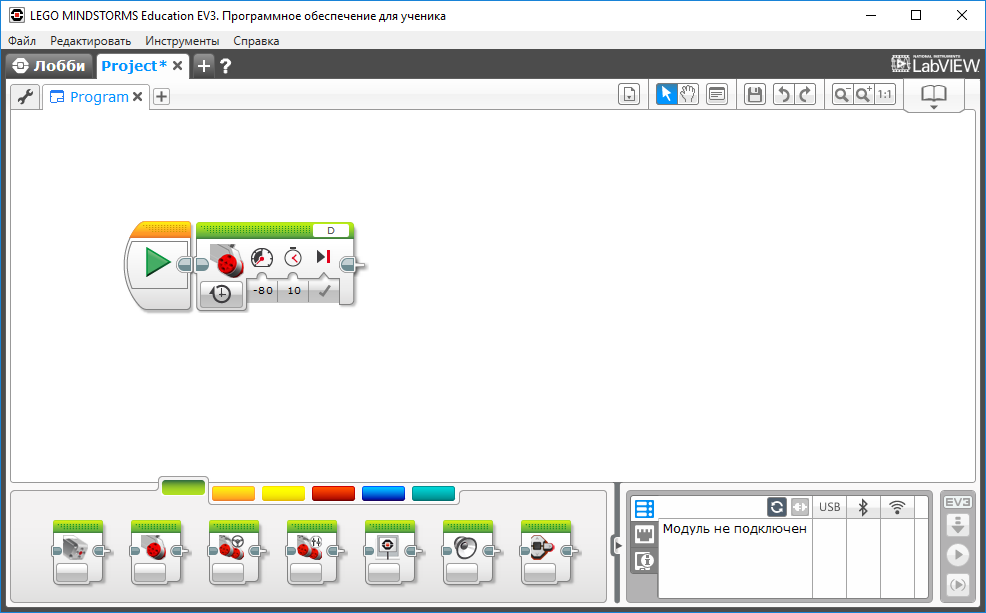 LEGO MINDSTORMS Education EV3. Программное обеспечение для ученика
Файл Редактировать Инструменты Справка
Лобби Project* + ?
NATIONAL INSTRUMENTS
LabVIEW
Program 1:1
D
-80 10
EV3
USB
Модуль не подключен